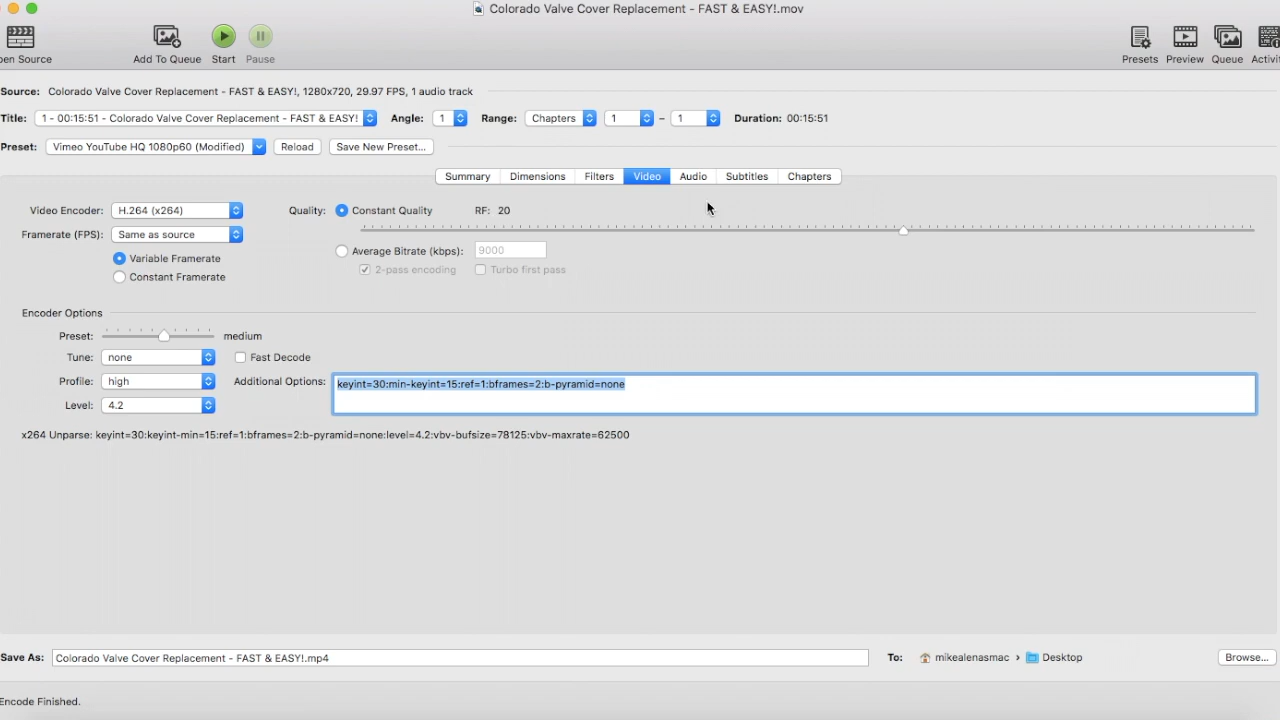 Colorado Valve Cover Replacement - FAST & EASY!.mov
pen Source Add To Queue Start Pause Presets Preview Queue Activi
Source: Colorado Valve Cover Replacement - FAST & EASY!, 1280x720, 29.97 FPS, 1 audio track
Title: 1 - 00:15:51 - Colorado Valve Cover Replacement - FAST & EASY! Angle: 1 Range: Chapters 1 – 1 Duration: 00:15:51
Preset: Vimeo YouTube HQ 1080p60 (Modified) Reload Save New Preset...
Summary Dimensions Filters Video Audio Subtitles Chapters
Video Encoder: H.264 (x264) Quality: Constant Quality RF: 20
Framerate (FPS): Same as source
Variable Framerate Average Bitrate (kbps): 9000
Constant Framerate 2-pass encoding Turbo first pass
Encoder Options
Preset: medium
Tune: none Fast Decode
Profile: high Additional Options: keyint=30:min-keyint=15:ref=1:bframes=2:b-pyramid=none
Level: 4.2
x264 Unparse: keyint=30:keyint-min=15:ref=1:bframes=2:b-pyramid=none:level=4.2:vbv-bufsize=78125:vbv-maxrate=62500
Save As: Colorado Valve Cover Replacement - FAST & EASY!.mp4 To: mikealenasmac › Desktop Browse...
Encode Finished.